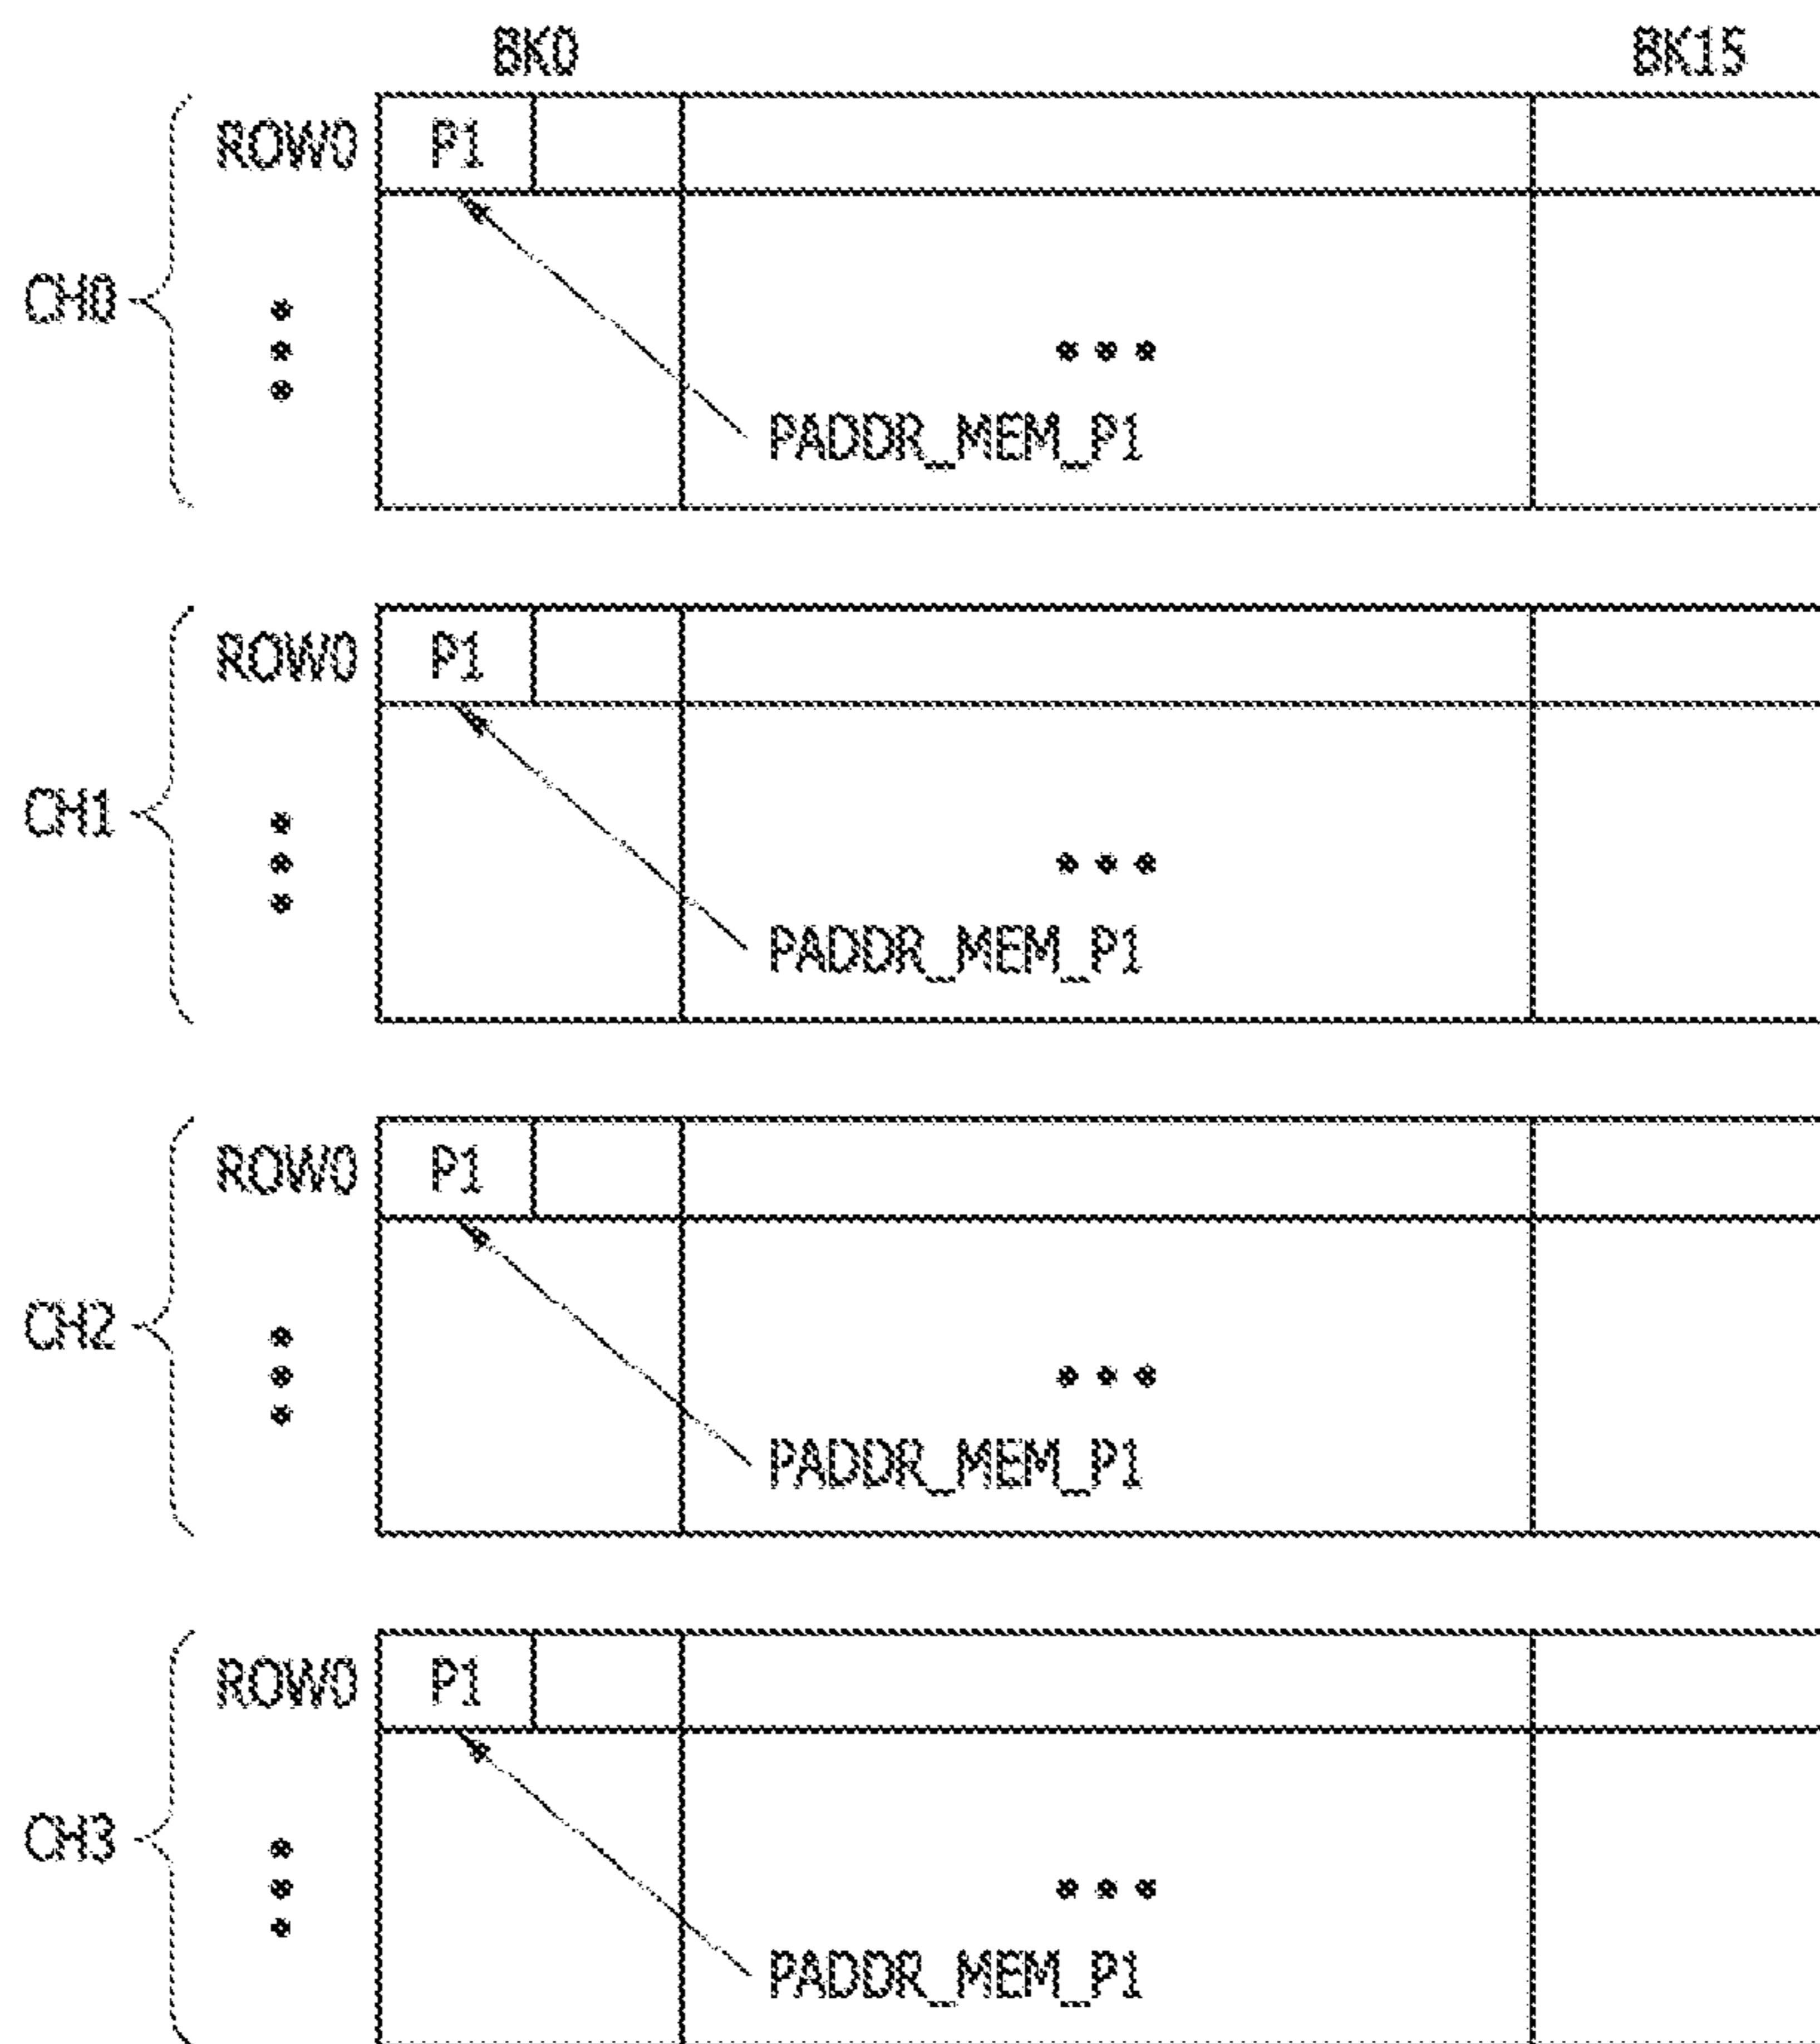 BK0 BK15
ROW0 P1
CH0
PADDR_MEM_P1
ROW0 P1
CH1
PADDR_MEM_P1
ROW0 P1
CH2
PADDR_MEM_P1
ROW0 P1
CH3
PADDR_MEM_P1